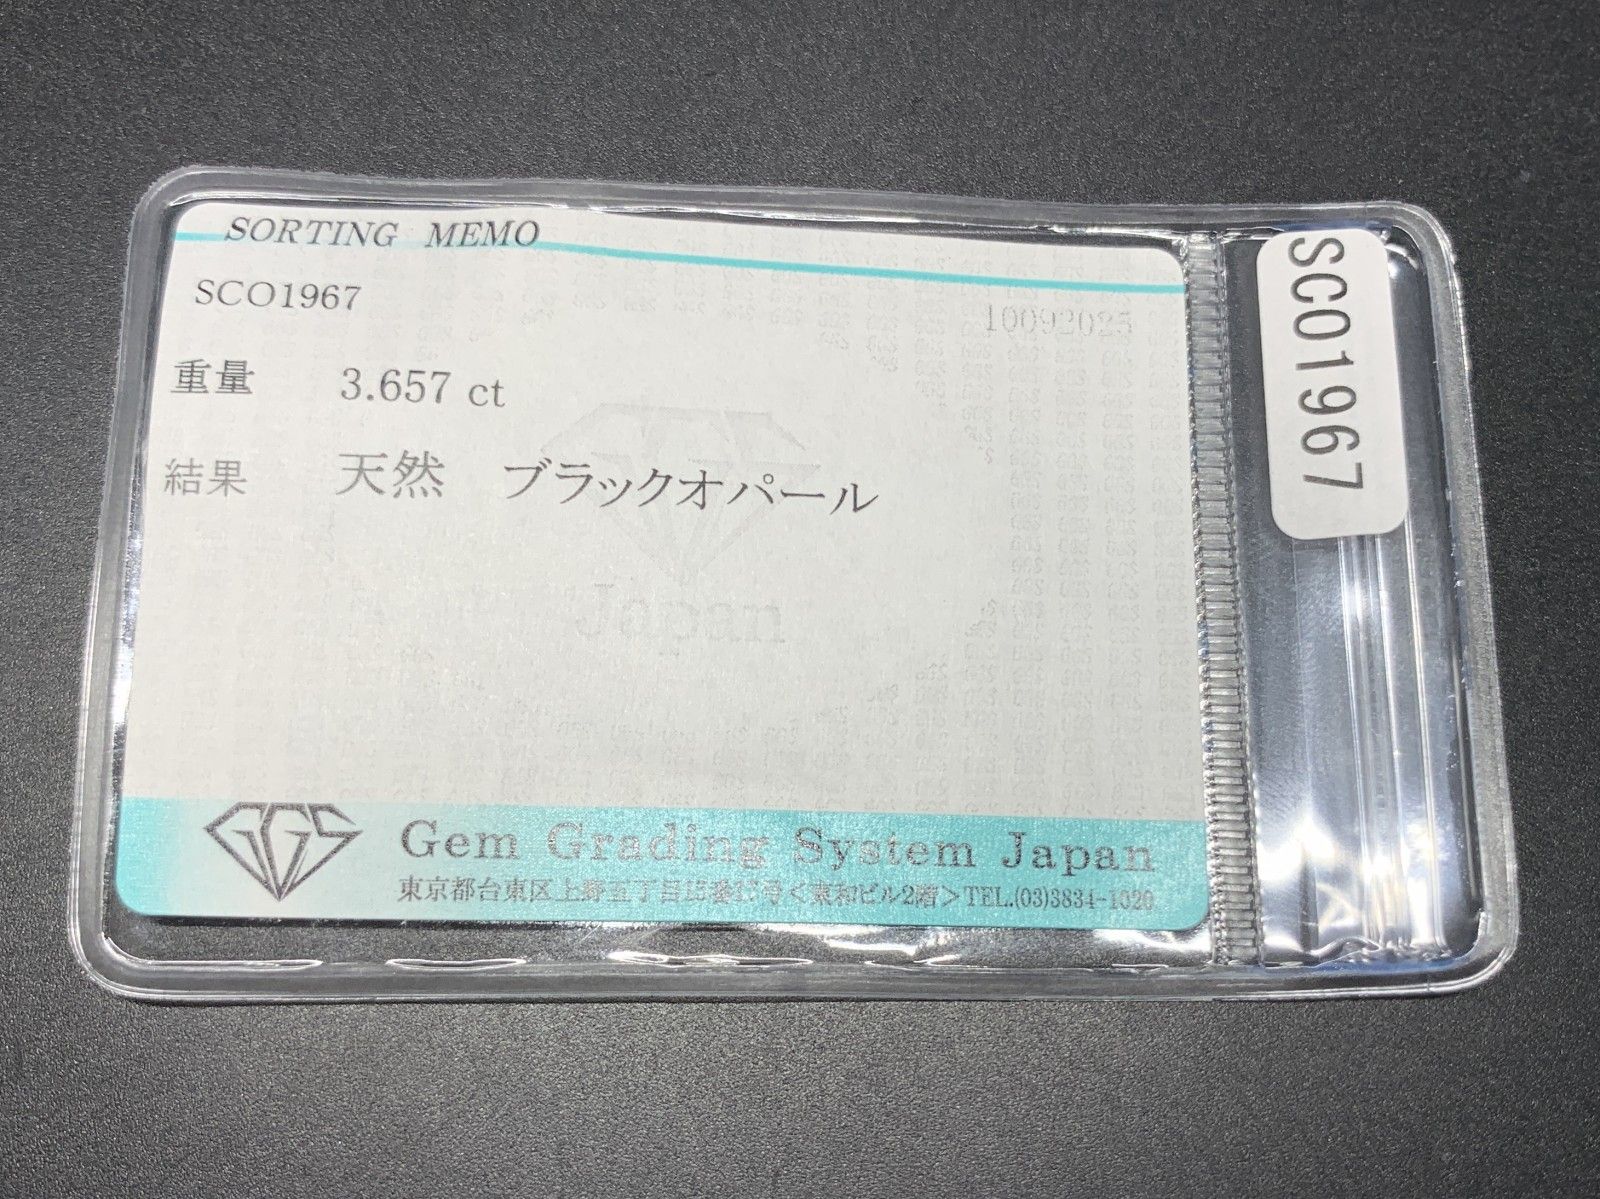 SORTING MEMO
SCO1967
10092025
重量 3.657 ct
結果 天然 ブラックオパール
Japan
GGS
Gem Grading System Japan
東京都台東区上野五丁目15番17号<東和ビル2階>TEL.(03)3834-1020
SCO1967